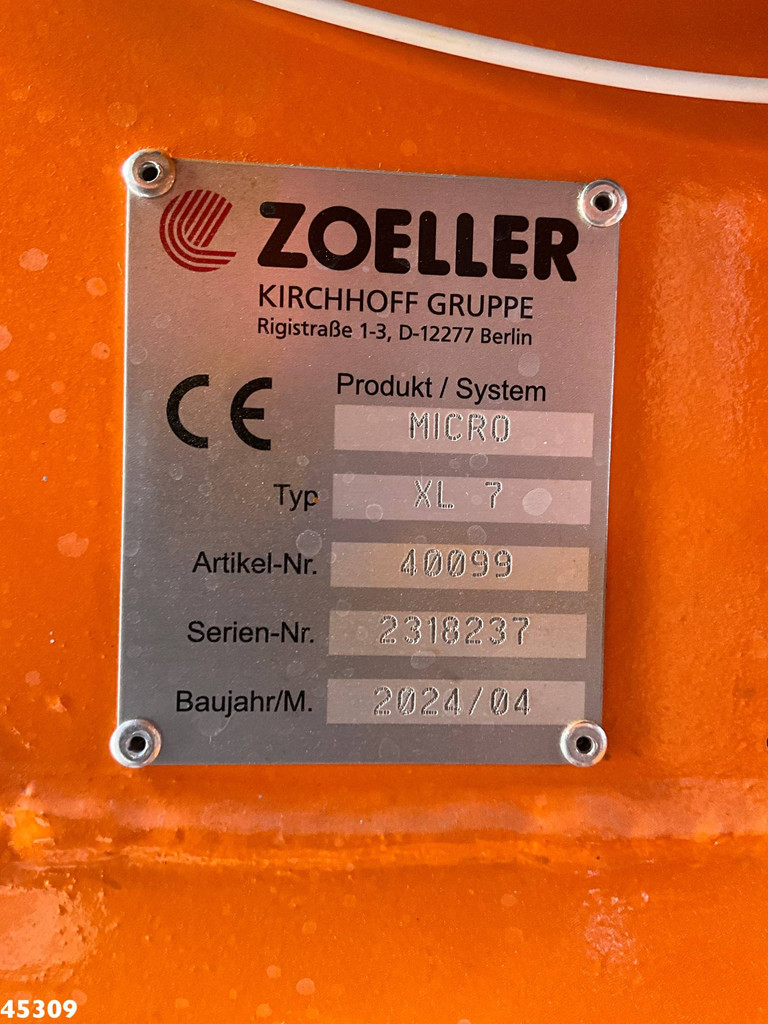 ZOELLER
KIRCHHOFF GRUPPE
Rigistraße 1-3, D-12277 Berlin
CE
Produkt / System
MICRO
Typ XL 7
Artikel-Nr. 40099
Serien-Nr. 2318237
Baujahr/M. 2024/04
45309